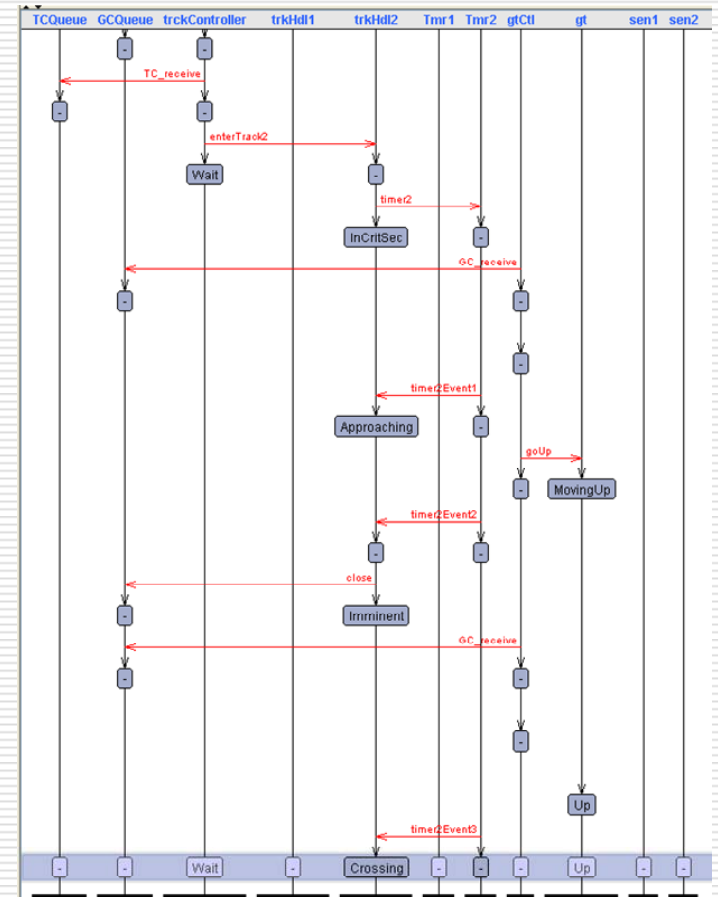 TCQueue GCQueue trckController trkHdl1 trkHdl2 Tmr1 Tmr2 gtCtl gt sen1 sen2
- -
TC_receive
- -
enterTrack2
Wait -
timer2
InCritSec -
GC_receive
- -
-
timer2Event1
Approaching -
goUp
- MovingUp
timer2Event2
- -
close
- Imminent
GC_receive
- -
-
Up
timer2Event3
- - Wait - Crossing - - - Up - -